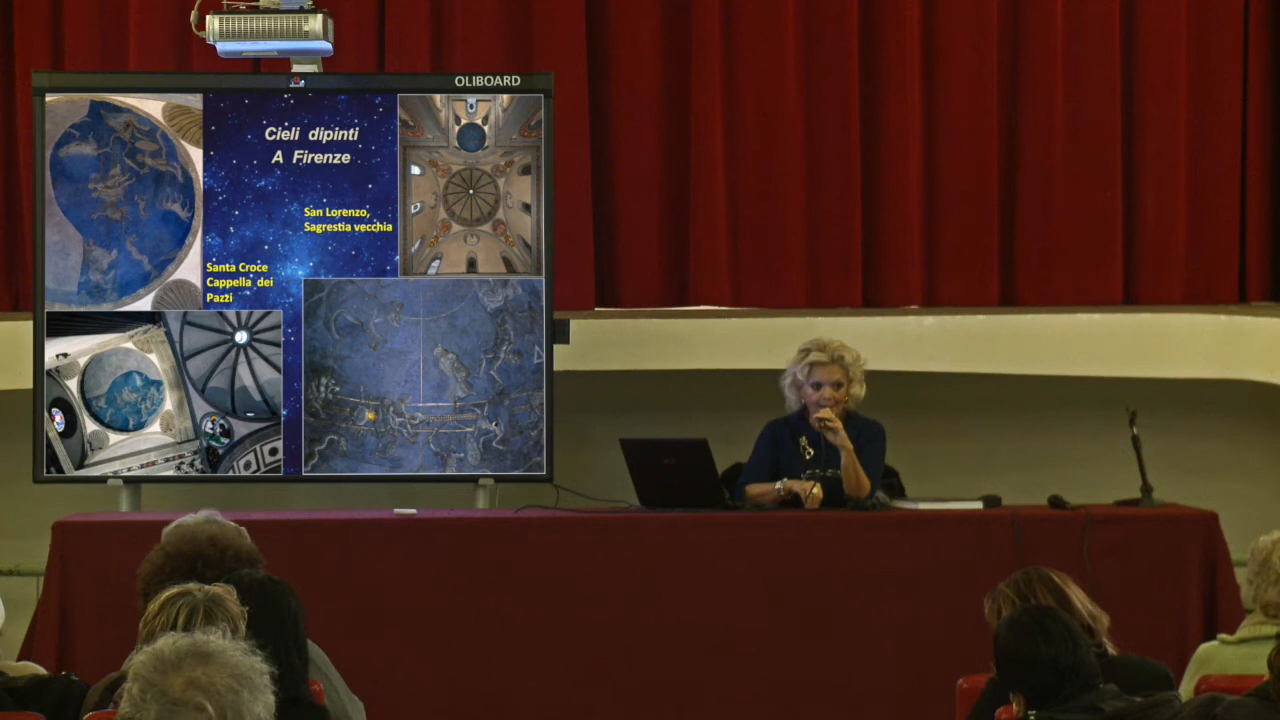 OLIBOARD
Cieli dipinti
A Firenze
San Lorenzo,
Sagrestia vecchia
Santa Croce
Cappella dei
Pazzi